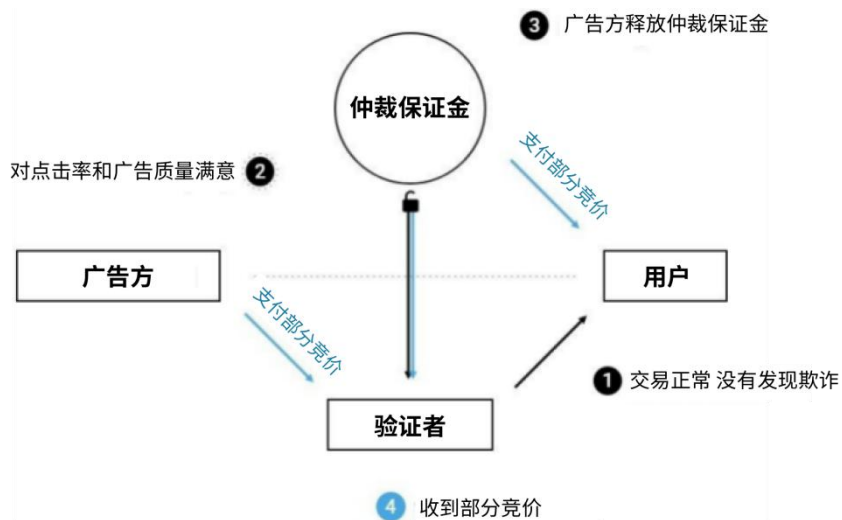 3 广告方释放仲裁保证金
仲裁保证金
支付部分竞价
对点击率和广告质量满意 2
广告方
用户
支付部分竞价
1 交易正常 没有发现欺诈
验证者
4 收到部分竞价